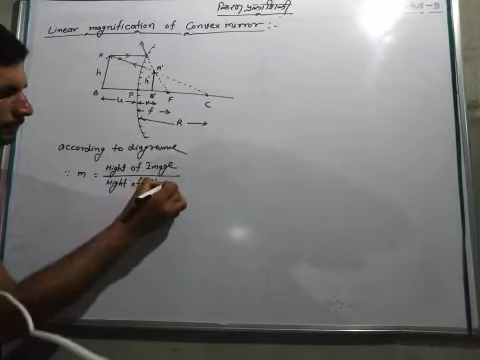 Linear magnification of Convex mirror :-
A
h
A'
h'
B
P
B'
F
C
u
v
f
R
according to diagramme
∵ m = Hight of Image
Hight of